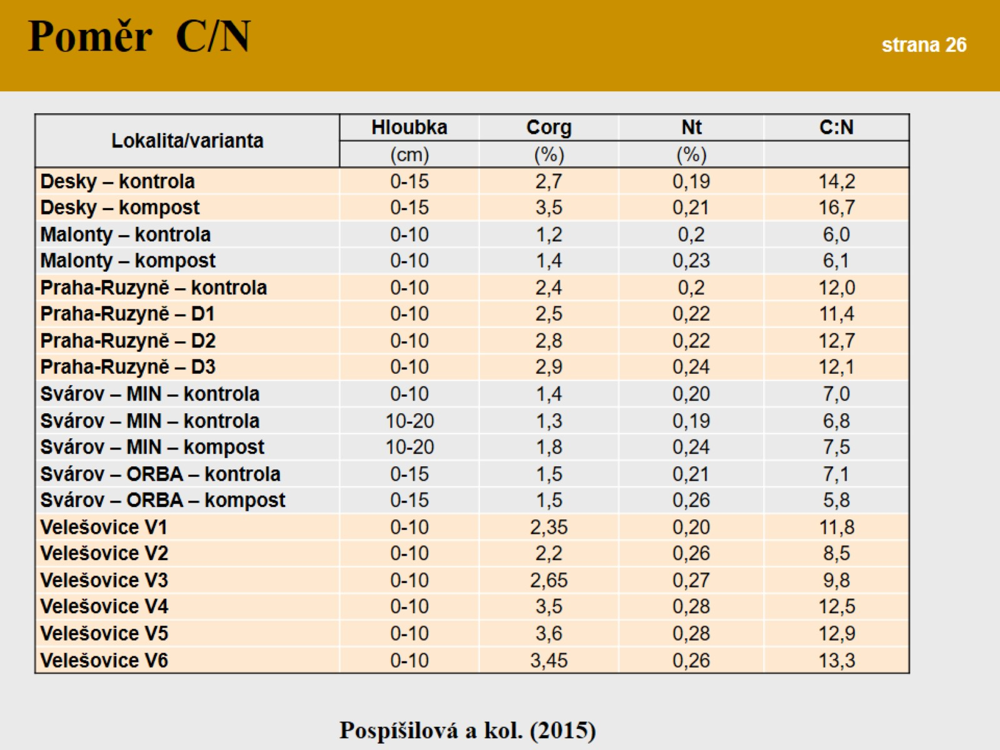 Poměr C/N
strana 26
Lokalita/varianta Hloubka Corg Nt C:N
(cm) (%) (%)
Desky – kontrola 0-15 2,7 0,19 14,2
Desky – kompost 0-15 3,5 0,21 16,7
Malonty – kontrola 0-10 1,2 0,2 6,0
Malonty – kompost 0-10 1,4 0,23 6,1
Praha-Ruzyně – kontrola 0-10 2,4 0,2 12,0
Praha-Ruzyně – D1 0-10 2,5 0,22 11,4
Praha-Ruzyně – D2 0-10 2,8 0,22 12,7
Praha-Ruzyně – D3 0-10 2,9 0,24 12,1
Svárov – MIN – kontrola 0-10 1,4 0,20 7,0
Svárov – MIN – kontrola 10-20 1,3 0,19 6,8
Svárov – MIN – kompost 10-20 1,8 0,24 7,5
Svárov – ORBA – kontrola 0-15 1,5 0,21 7,1
Svárov – ORBA – kompost 0-15 1,5 0,26 5,8
Velešovice V1 0-10 2,35 0,20 11,8
Velešovice V2 0-10 2,2 0,26 8,5
Velešovice V3 0-10 2,65 0,27 9,8
Velešovice V4 0-10 3,5 0,28 12,5
Velešovice V5 0-10 3,6 0,28 12,9
Velešovice V6 0-10 3,45 0,26 13,3
Pospíšilová a kol. (2015)